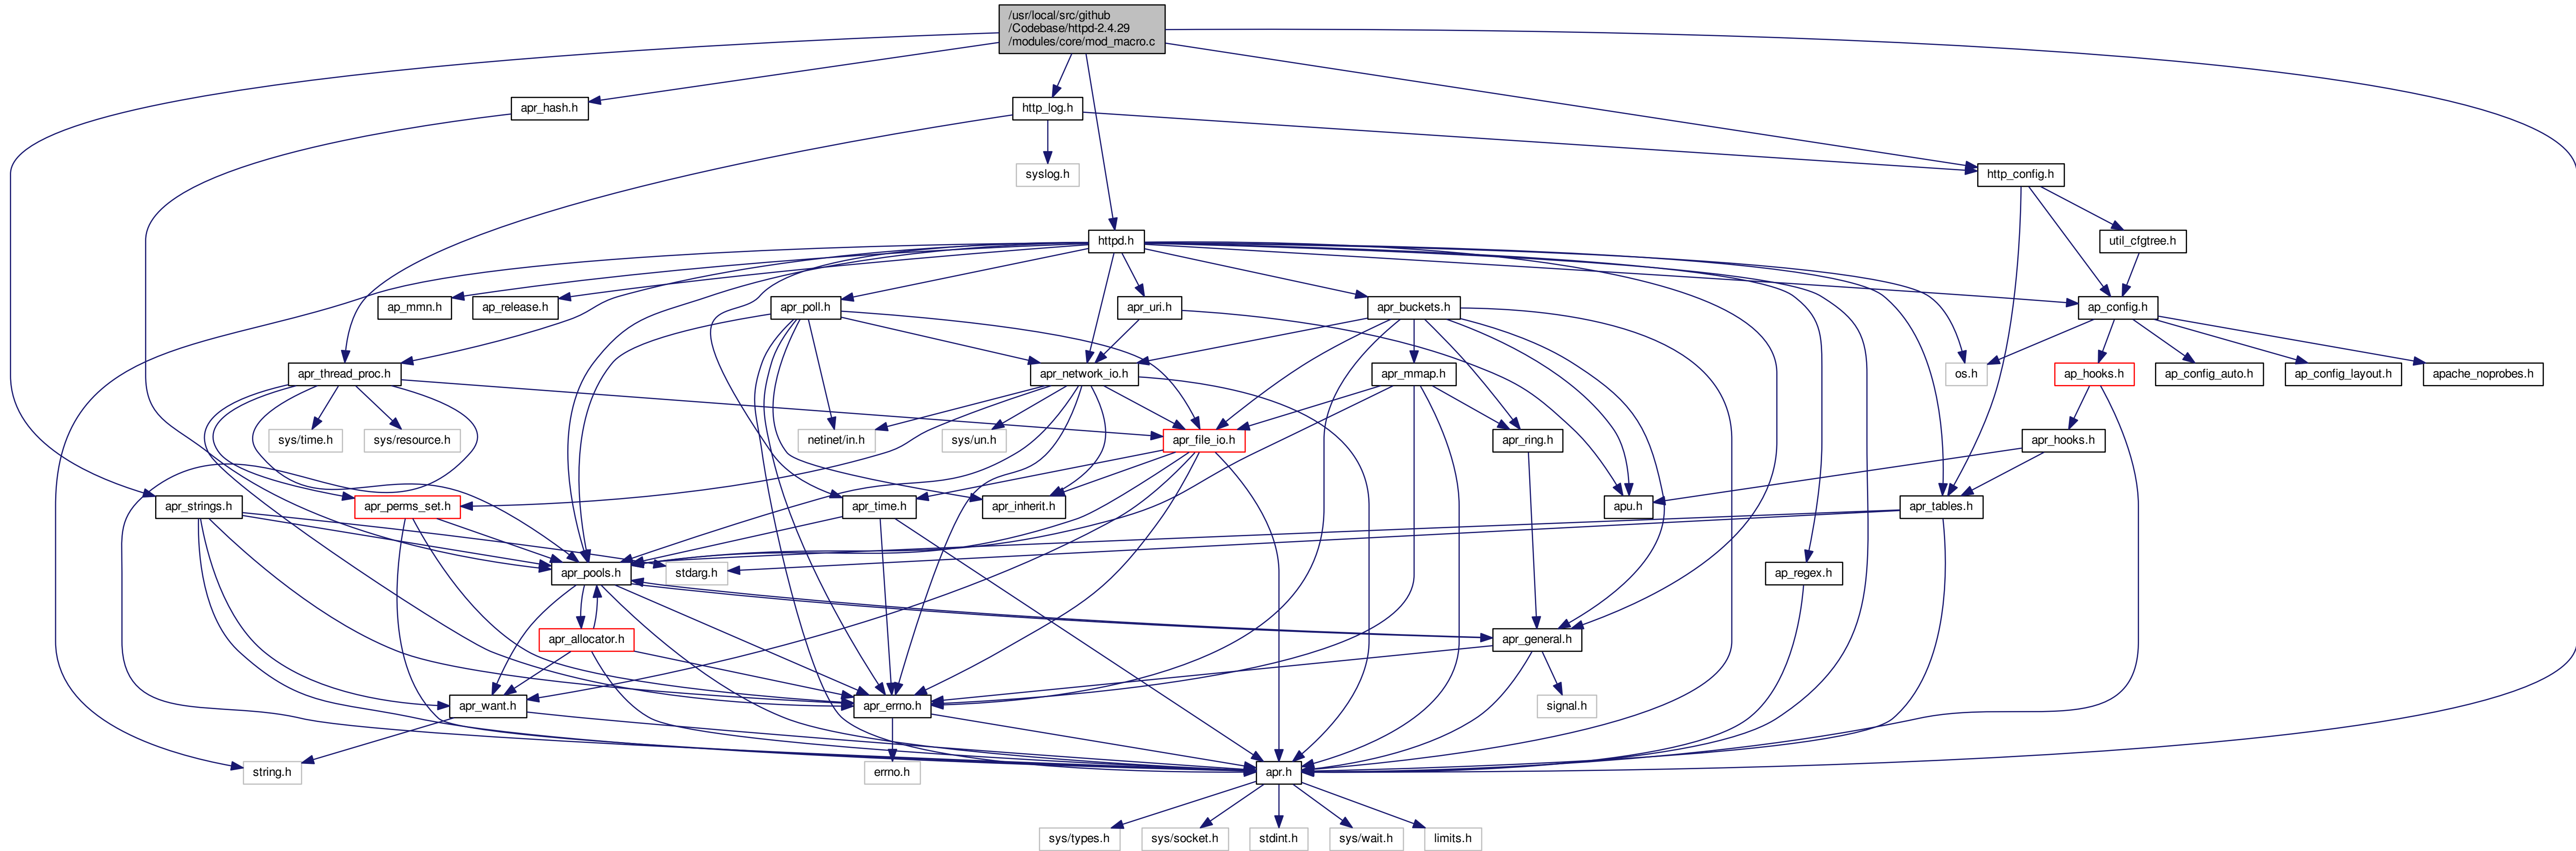 /usr/local/src/github
/Codebase/httpd-2.4.29
/modules/core/mod_macro.c
apr_hash.h
http_log.h
syslog.h
http_config.h
httpd.h
util_cfgtree.h
ap_mmn.h
ap_release.h
apr_poll.h
apr_uri.h
apr_buckets.h
ap_config.h
apr_thread_proc.h
apr_network_io.h
apr_mmap.h
os.h
ap_hooks.h
ap_config_auto.h
ap_config_layout.h
apache_noprobes.h
sys/time.h
sys/resource.h
netinet/in.h
sys/un.h
apr_file_io.h
apr_ring.h
apr_hooks.h
apr_strings.h
apr_perms_set.h
apr_time.h
apr_inherit.h
apu.h
apr_tables.h
apr_pools.h
stdarg.h
ap_regex.h
apr_allocator.h
apr_general.h
apr_want.h
apr_errno.h
signal.h
string.h
errno.h
apr.h
sys/types.h
sys/socket.h
stdint.h
sys/wait.h
limits.h